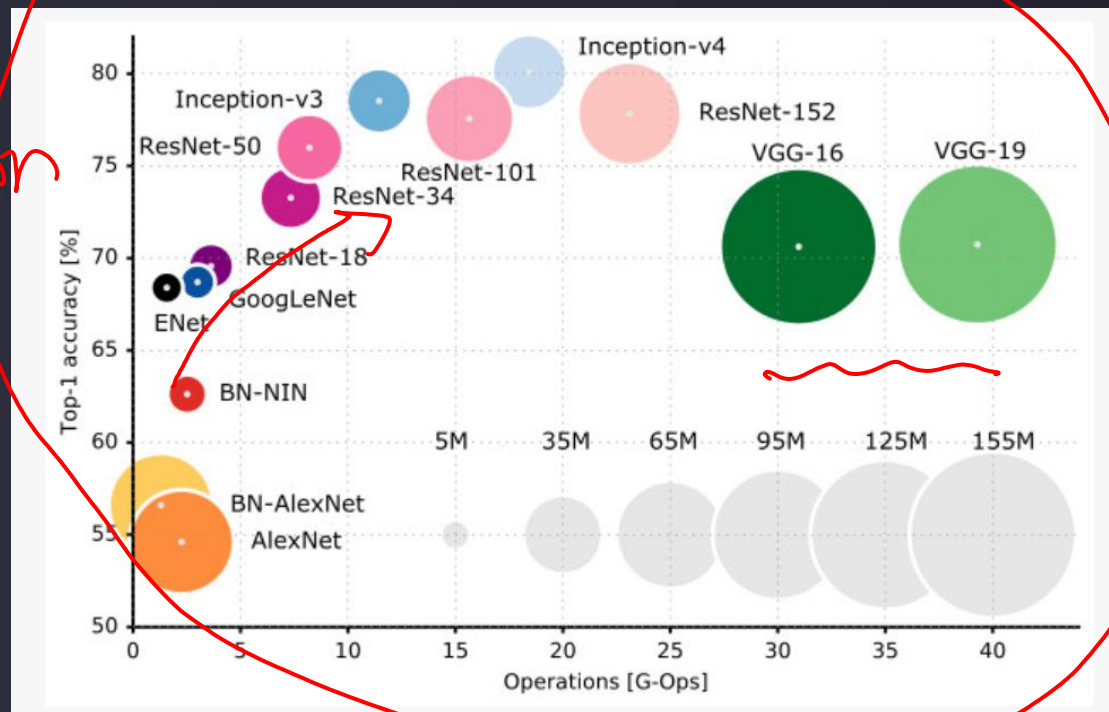 Inception-v4
80
Inception-v3
ResNet-152
ResNet-50
VGG-16
VGG-19
75
ResNet-101
ResNet-34
70
ResNet-18
GoogLeNet
ENet
65
BN-NIN
60
5M 35M 65M 95M 125M 155M
BN-AlexNet
55
AlexNet
50
0 5 10 15 20 25 30 35 40
Operations [G-Ops]
Top-1 accuracy [%]